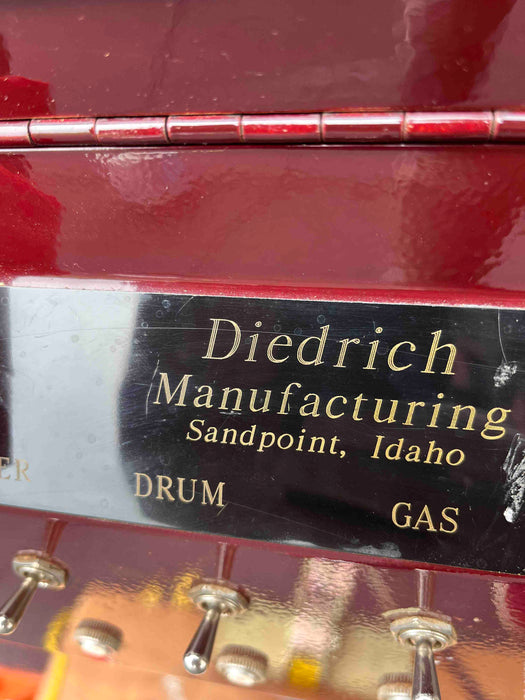 Diedrich
Manufacturing
Sandpoint, Idaho
DRUM GAS